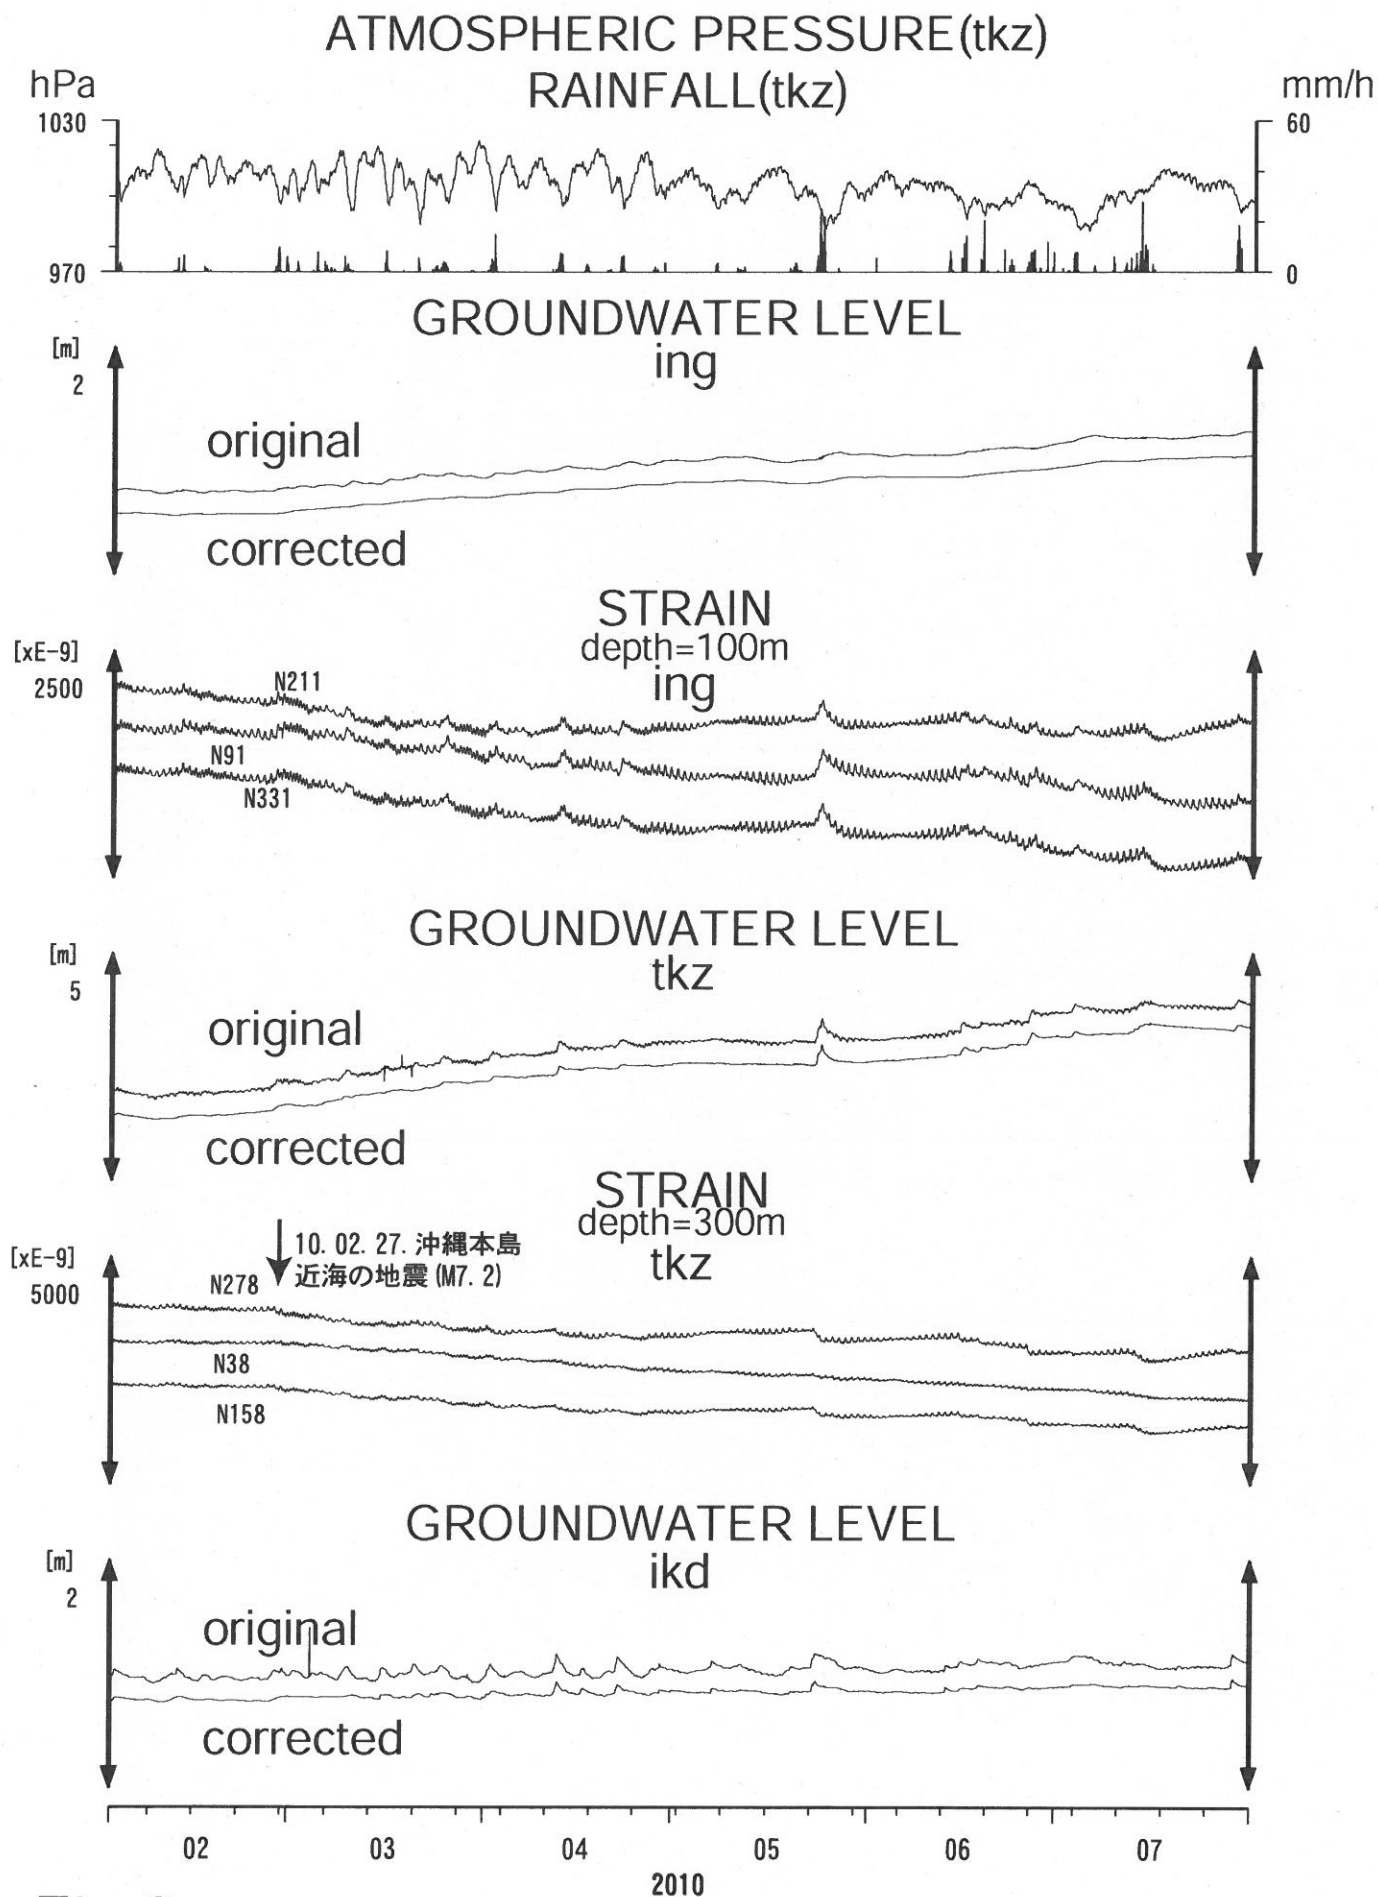 ATMOSPHERIC PRESSURE(tkz)
hPa
RAINFALL(tkz)
mm/h
1030
60
970
0
GROUNDWATER LEVEL
[m]
ing
2
original
corrected
STRAIN
[xE-9]
depth=100m
2500
N211
ing
N91
N331
GROUNDWATER LEVEL
[m]
tkz
5
original
corrected
STRAIN
depth=300m
[xE-9]
10. 02. 27. 沖縄本島
tkz
5000
N278
近海の地震 (M7. 2)
N38
N158
GROUNDWATER LEVEL
[m]
ikd
2
original
corrected
02 03 04 05 06 07
2010